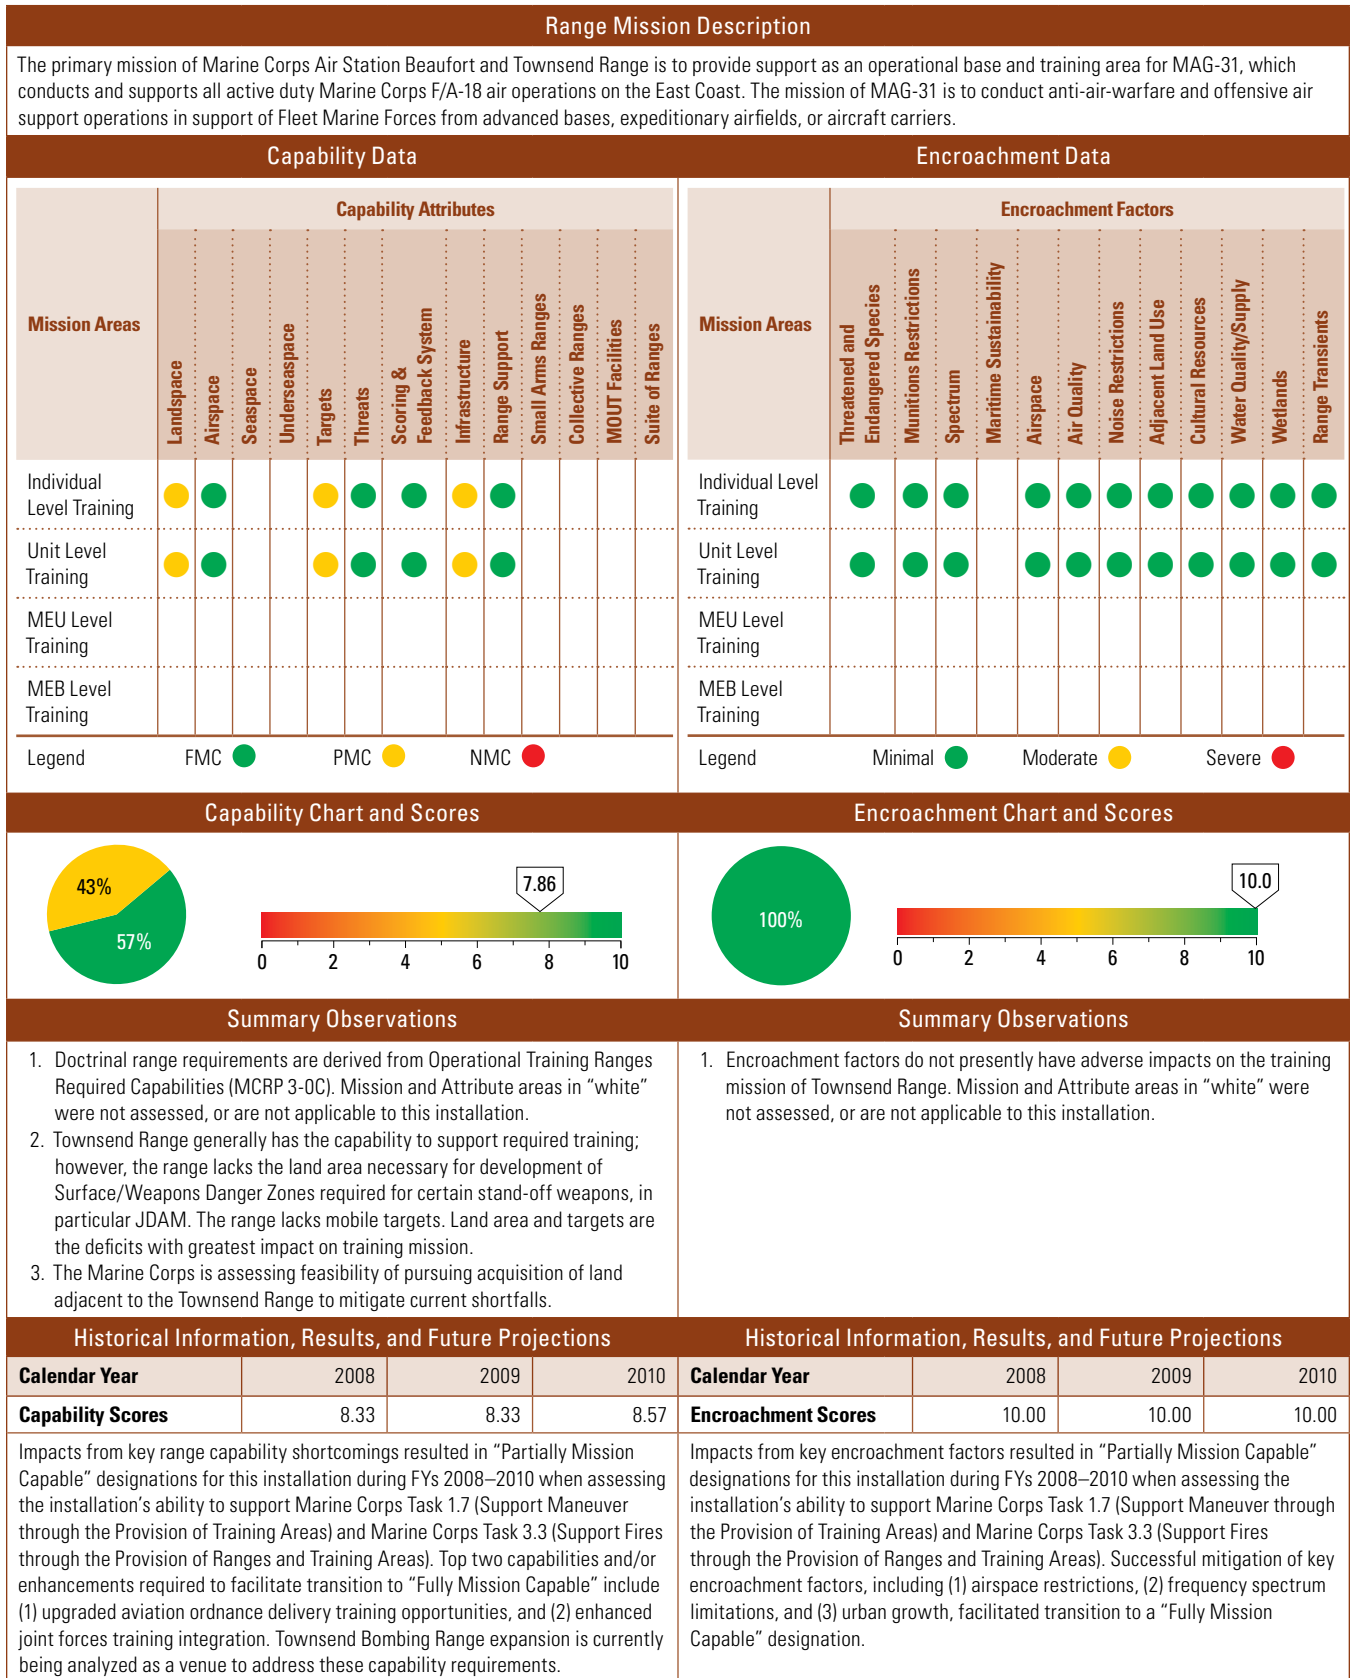 Range Mission Description
The primary mission of Marine Corps Air Station Beaufort and Townsend Range is to provide support as an operational base and training area for MAG-31, which
conducts and supports all active duty Marine Corps F/A-18 air operations on the East Coast. The mission of MAG-31 is to conduct anti-air-warfare and offensive air
support operations in support of Fleet Marine Forces from advanced bases, expeditionary airfields, or aircraft carriers.
Capability Data
Mission Areas
Capability Attributes
Landspace
Airspace
Seaspace
Underseaspace
Targets
Threats
Scoring &
Feedback System
Infrastructure
Range Support
Small Arms Ranges
Collective Ranges
MOUT Facilities
Suite of Ranges
Individual
Level Training
Unit Level
Training
MEU Level
Training
MEB Level
Training
Legend FMC PMC NMC
Encroachment Data
Mission Areas
Encroachment Factors
Threatened and
Endangered Species
Munitions Restrictions
Spectrum
Maritime Sustainability
Airspace
Air Quality
Noise Restrictions
Adjacent Land Use
Cultural Resources
Water Quality/Supply
Wetlands
Range Transients
Individual Level
Training
Unit Level
Training
MEU Level
Training
MEB Level
Training
Legend Minimal Moderate Severe
Capability Chart and Scores
43%
57%
7.86
0 2 4 6 8 10
Encroachment Chart and Scores
100%
10.0
0 2 4 6 8 10
Summary Observations
1. Doctrinal range requirements are derived from Operational Training Ranges
Required Capabilities (MCRP 3-0C). Mission and Attribute areas in “white”
were not assessed, or are not applicable to this installation.
2. Townsend Range generally has the capability to support required training;
however, the range lacks the land area necessary for development of
Surface/Weapons Danger Zones required for certain stand-off weapons, in
particular JDAM. The range lacks mobile targets. Land area and targets are
the deficits with greatest impact on training mission.
3. The Marine Corps is assessing feasibility of pursuing acquisition of land
adjacent to the Townsend Range to mitigate current shortfalls.
Summary Observations
1. Encroachment factors do not presently have adverse impacts on the training
mission of Townsend Range. Mission and Attribute areas in “white” were
not assessed, or are not applicable to this installation.
Historical Information, Results, and Future Projections
Calendar Year 2008 2009 2010
Capability Scores 8.33 8.33 8.57
Impacts from key range capability shortcomings resulted in “Partially Mission
Capable” designations for this installation during FYs 2008–2010 when assessing
the installation’s ability to support Marine Corps Task 1.7 (Support Maneuver
through the Provision of Training Areas) and Marine Corps Task 3.3 (Support Fires
through the Provision of Ranges and Training Areas). Top two capabilities and/or
enhancements required to facilitate transition to “Fully Mission Capable” include
(1) upgraded aviation ordnance delivery training opportunities, and (2) enhanced
joint forces training integration. Townsend Bombing Range expansion is currently
being analyzed as a venue to address these capability requirements.
Historical Information, Results, and Future Projections
Calendar Year 2008 2009 2010
Encroachment Scores 10.00 10.00 10.00
Impacts from key encroachment factors resulted in “Partially Mission Capable”
designations for this installation during FYs 2008–2010 when assessing the
installation’s ability to support Marine Corps Task 1.7 (Support Maneuver through
the Provision of Training Areas) and Marine Corps Task 3.3 (Support Fires
through the Provision of Ranges and Training Areas). Successful mitigation of key
encroachment factors, including (1) airspace restrictions, (2) frequency spectrum
limitations, and (3) urban growth, facilitated transition to a “Fully Mission
Capable” designation.